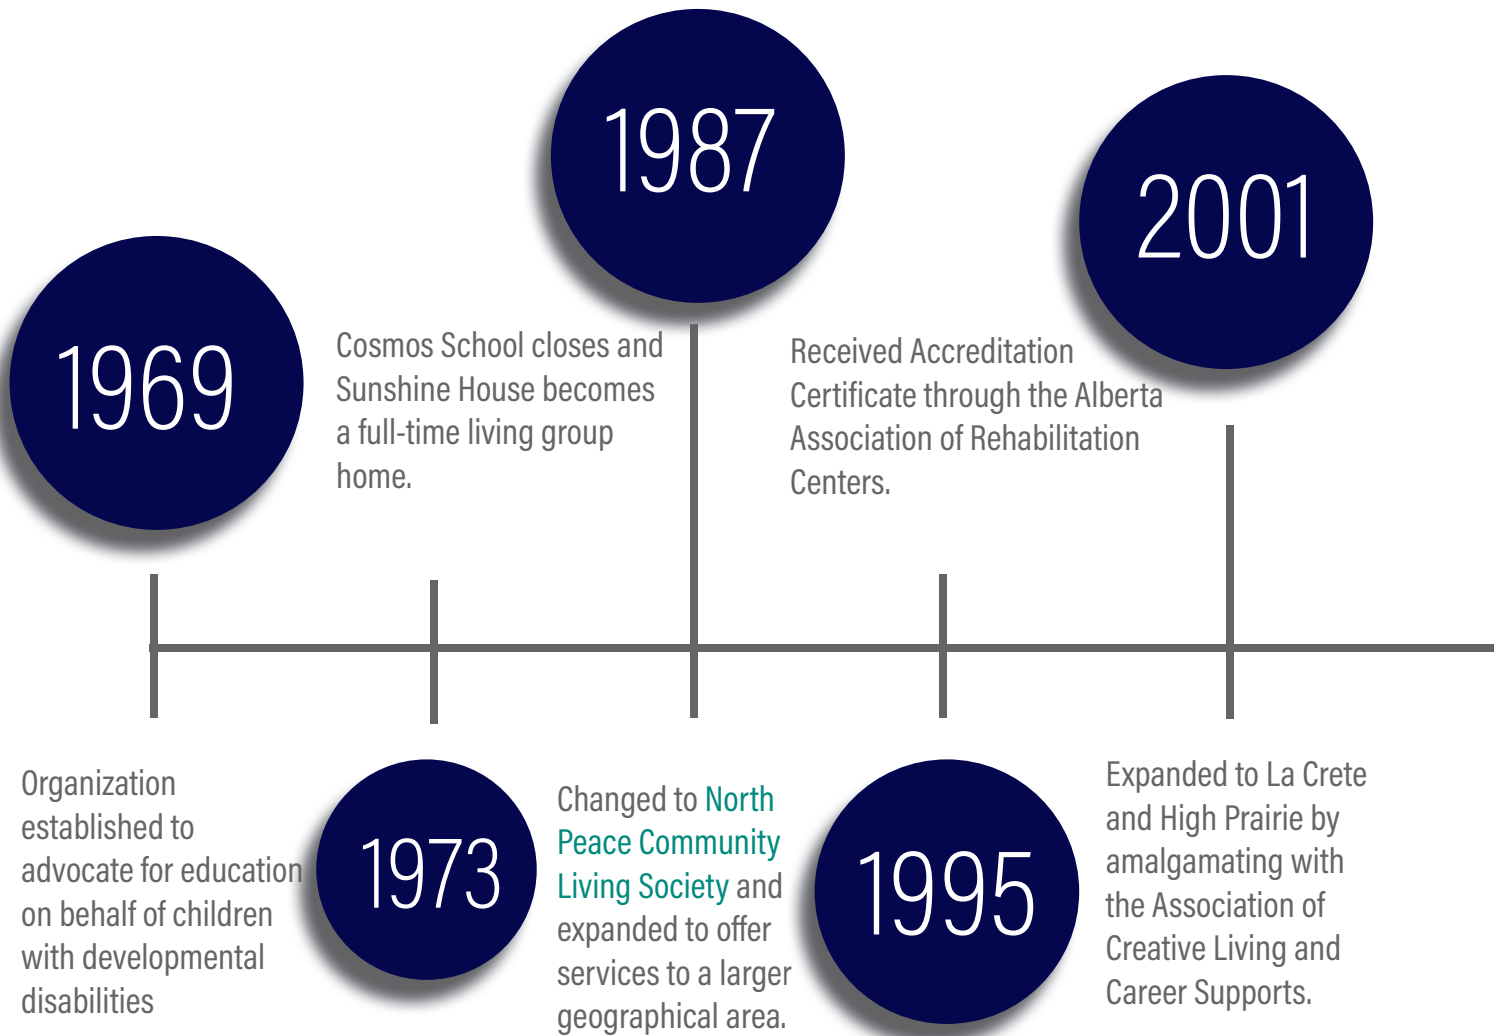 1969
Organization
established to
advocate for education
on behalf of children
with developmental
disabilities
Cosmos School closes and
Sunshine House becomes
a full-time living group
home.
1973
1987
Changed to North
Peace Community
Living Society and
expanded to offer
services to a larger
geographical area.
Received Accreditation
Certificate through the Alberta
Association of Rehabilitation
Centers.
1995
2001
Expanded to La Crete
and High Prairie by
amalgamating with
the Association of
Creative Living and
Career Supports.